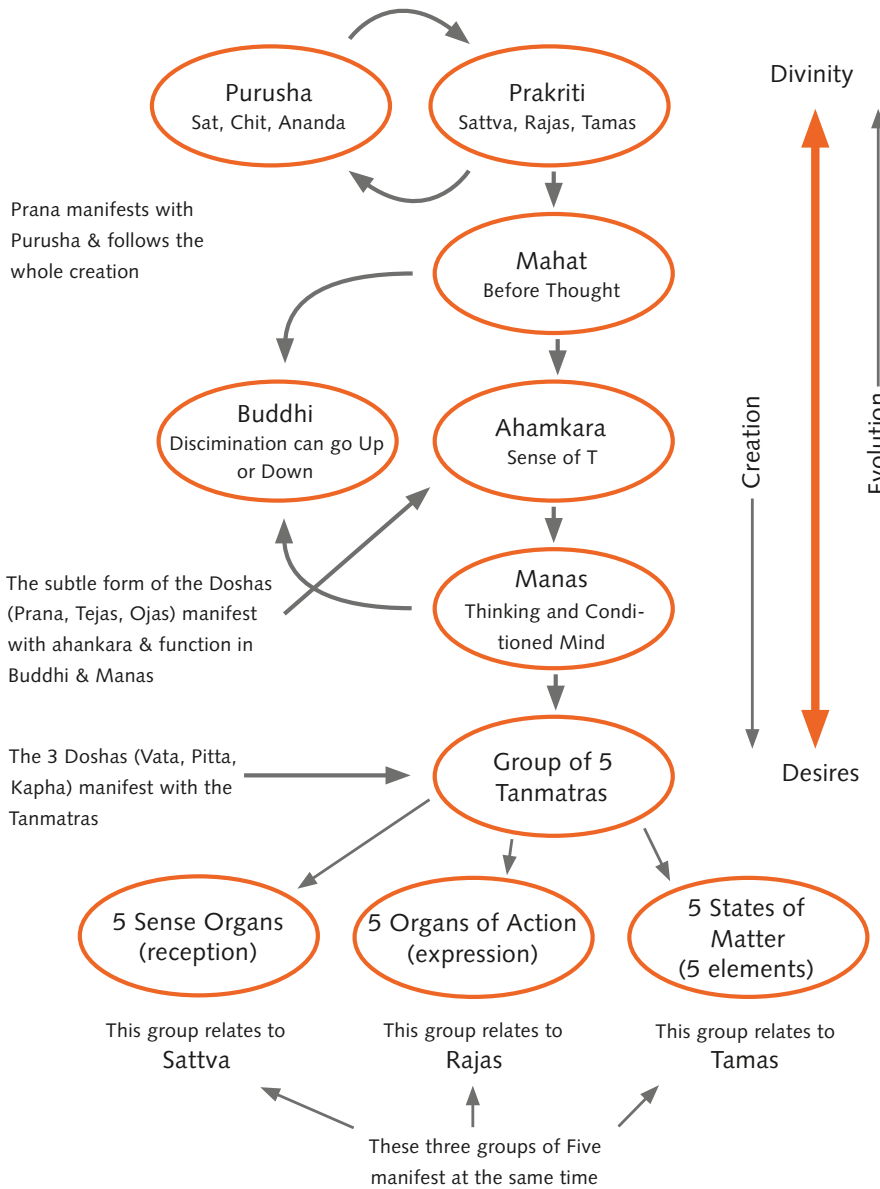 Purusha
Sat, Chit, Ananda
Prakriti
Sattva, Rajas, Tamas
Divinity
Prana manifests with
Purusha & follows the
whole creation
Mahat
Before Thought
Buddhi
Discimination can go Up
or Down
Ahamkara
Sense of T
Creation
Evolution
The subtle form of the Doshas
(Prana, Tejas, Ojas) manifest
with ahankara & function in
Buddhi & Manas
Manas
Thinking and Condi-
tioned Mind
The 3 Doshas (Vata, Pitta,
Kapha) manifest with the
Tanmatras
Group of 5
Tanmatras
Desires
5 Sense Organs
(reception)
5 Organs of Action
(expression)
5 States of
Matter
(5 elements)
This group relates to
Sattva
This group relates to
Rajas
This group relates to
Tamas
These three groups of Five
manifest at the same time